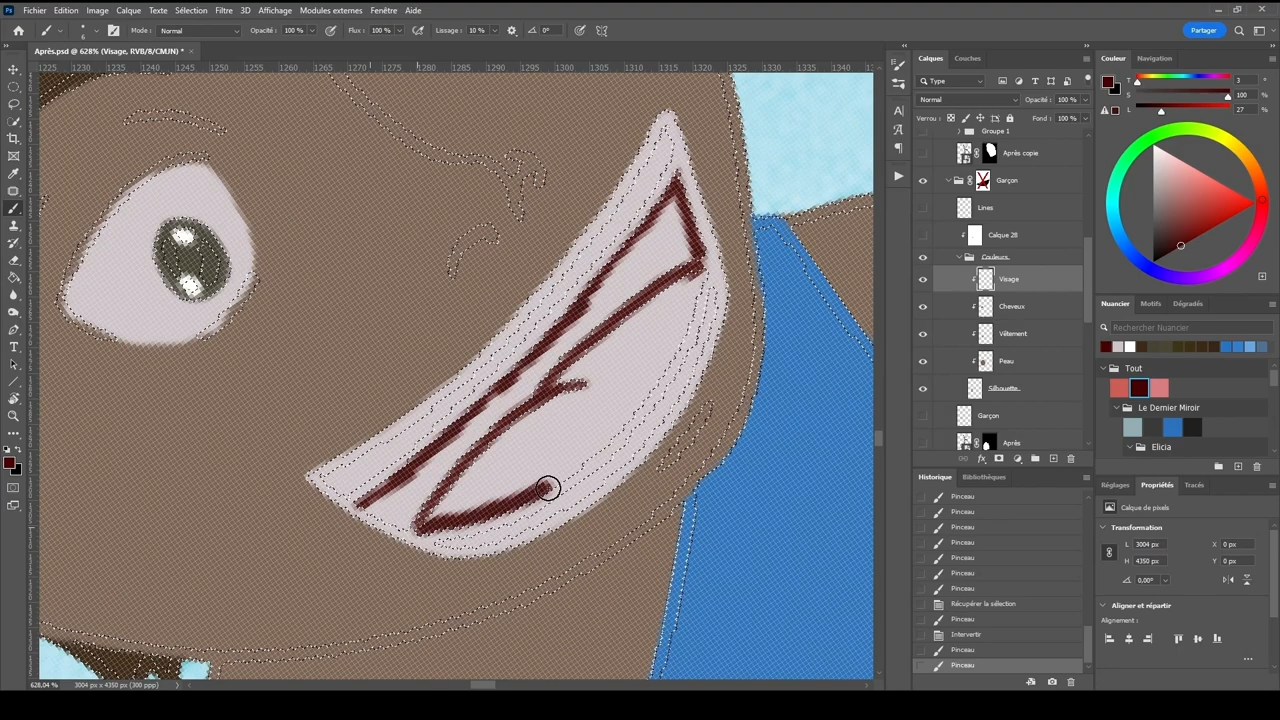 Fichier Edition Image Calque Texte Sélection Filtre 3D Affichage Modules externes Fenêtre Aide
Mode : Normal Opacité : 100 % Flux : 100 % Lissage : 10 % 0° Partager
6
Après.psd @ 628% (Visage, RVB/8/CMJN) *
1225 1230 1235 1240 1245 1250 1255 1260 1265 1270 1275 1280 1285 1290 1295 1300 1305 1310 1315 1320 1325 1330 1335 1340
Calques Couches
Type
Normal Opacité : 100 %
Verrou : Fond : 100 %
Groupe 1
Après copie
Garçon
Lines
Calque 28
Couleurs
Visage
Cheveux
Vêtement
Peau
Silhouette
Garçon
Après
Historique Bibliothèques
Pinceau
Pinceau
Pinceau
Pinceau
Pinceau
Pinceau
Pinceau
Récupérer la sélection
Pinceau
Intervertir
Pinceau
Pinceau
Couleur Navigation
T 3 °
S 100 %
L 27 %
Nuancier Motifs Dégradés
Rechercher Nuancier
Tout
Le Dernier Miroir
Elicia
Réglages Propriétés Tracés
Calque de pixels
Transformation
L 3004 px X 0 px
H 4350 px Y 0 px
0,00°
Aligner et répartir
Alignement :
628,04 % 3004 px x 4350 px (300 ppp)